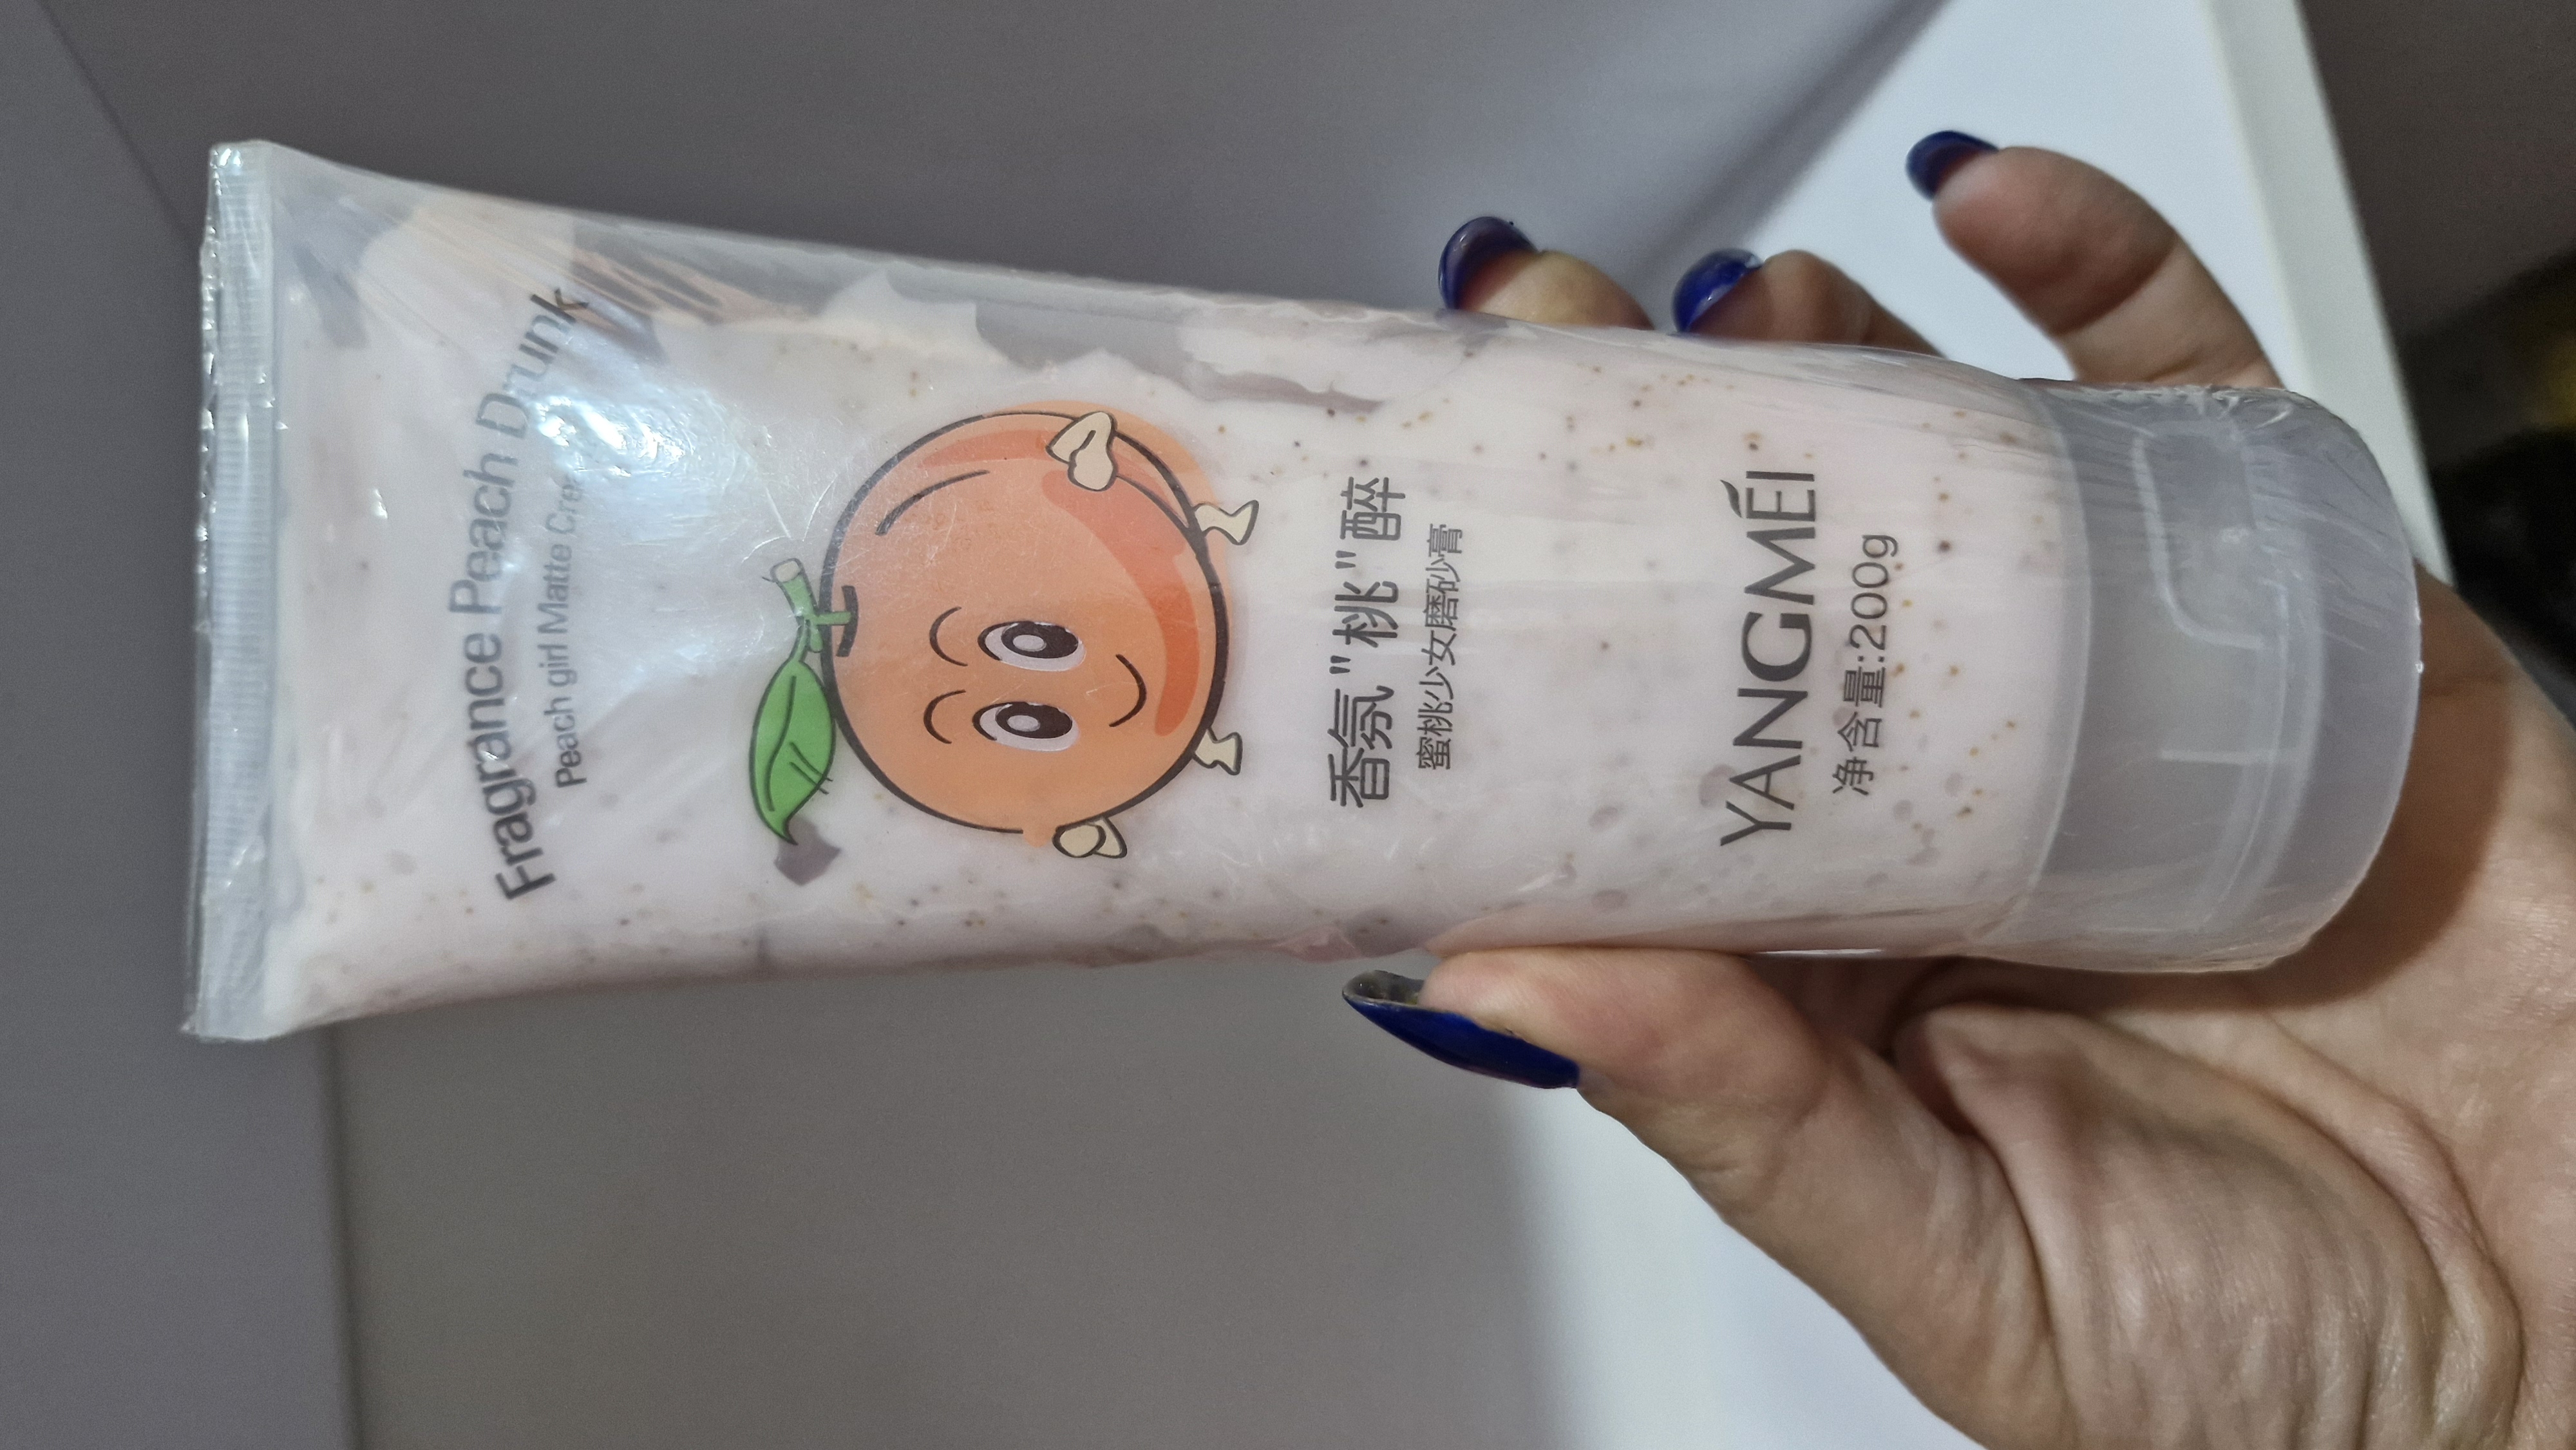 Fragrance Peach Drunk
Peach girl Matte
香氛"桃"醉
蜜桃少女磨砂膏
YANGMÉI
净含量:200g